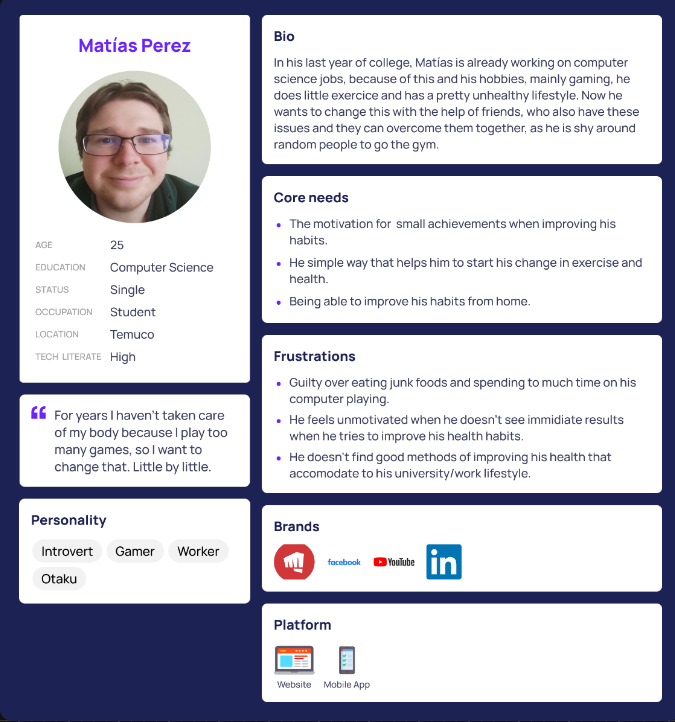 Matías Perez
AGE 25
EDUCATION Computer Science
STATUS Single
OCCUPATION Student
LOCATION Temuco
TECH LITERATE High
“ For years I haven't taken care
of my body because I play too
many games, so I want to
change that. Little by little.
Personality
Introvert Gamer Worker
Otaku
Bio
In his last year of college, Matías is already working on computer
science jobs, because of this and his hobbies, mainly gaming, he
does little exercice and has a pretty unhealthy lifestyle. Now he
wants to change this with the help of friends, who also have these
issues and they can overcome them together, as he is shy around
random people to go the gym.
Core needs
The motivation for small achievements when improving his
habits.
He simple way that helps him to start his change in exercise and
health.
Being able to improve his habits from home.
Frustrations
Guilty over eating junk foods and spending to much time on his
computer playing.
He feels unmotivated when he doesn't see immidiate results
when he tries to improve his health habits.
He doesn't find good methods of improving his health that
accomodate to his university/work lifestyle.
Brands
facebook YouTube in
Platform
Website Mobile App